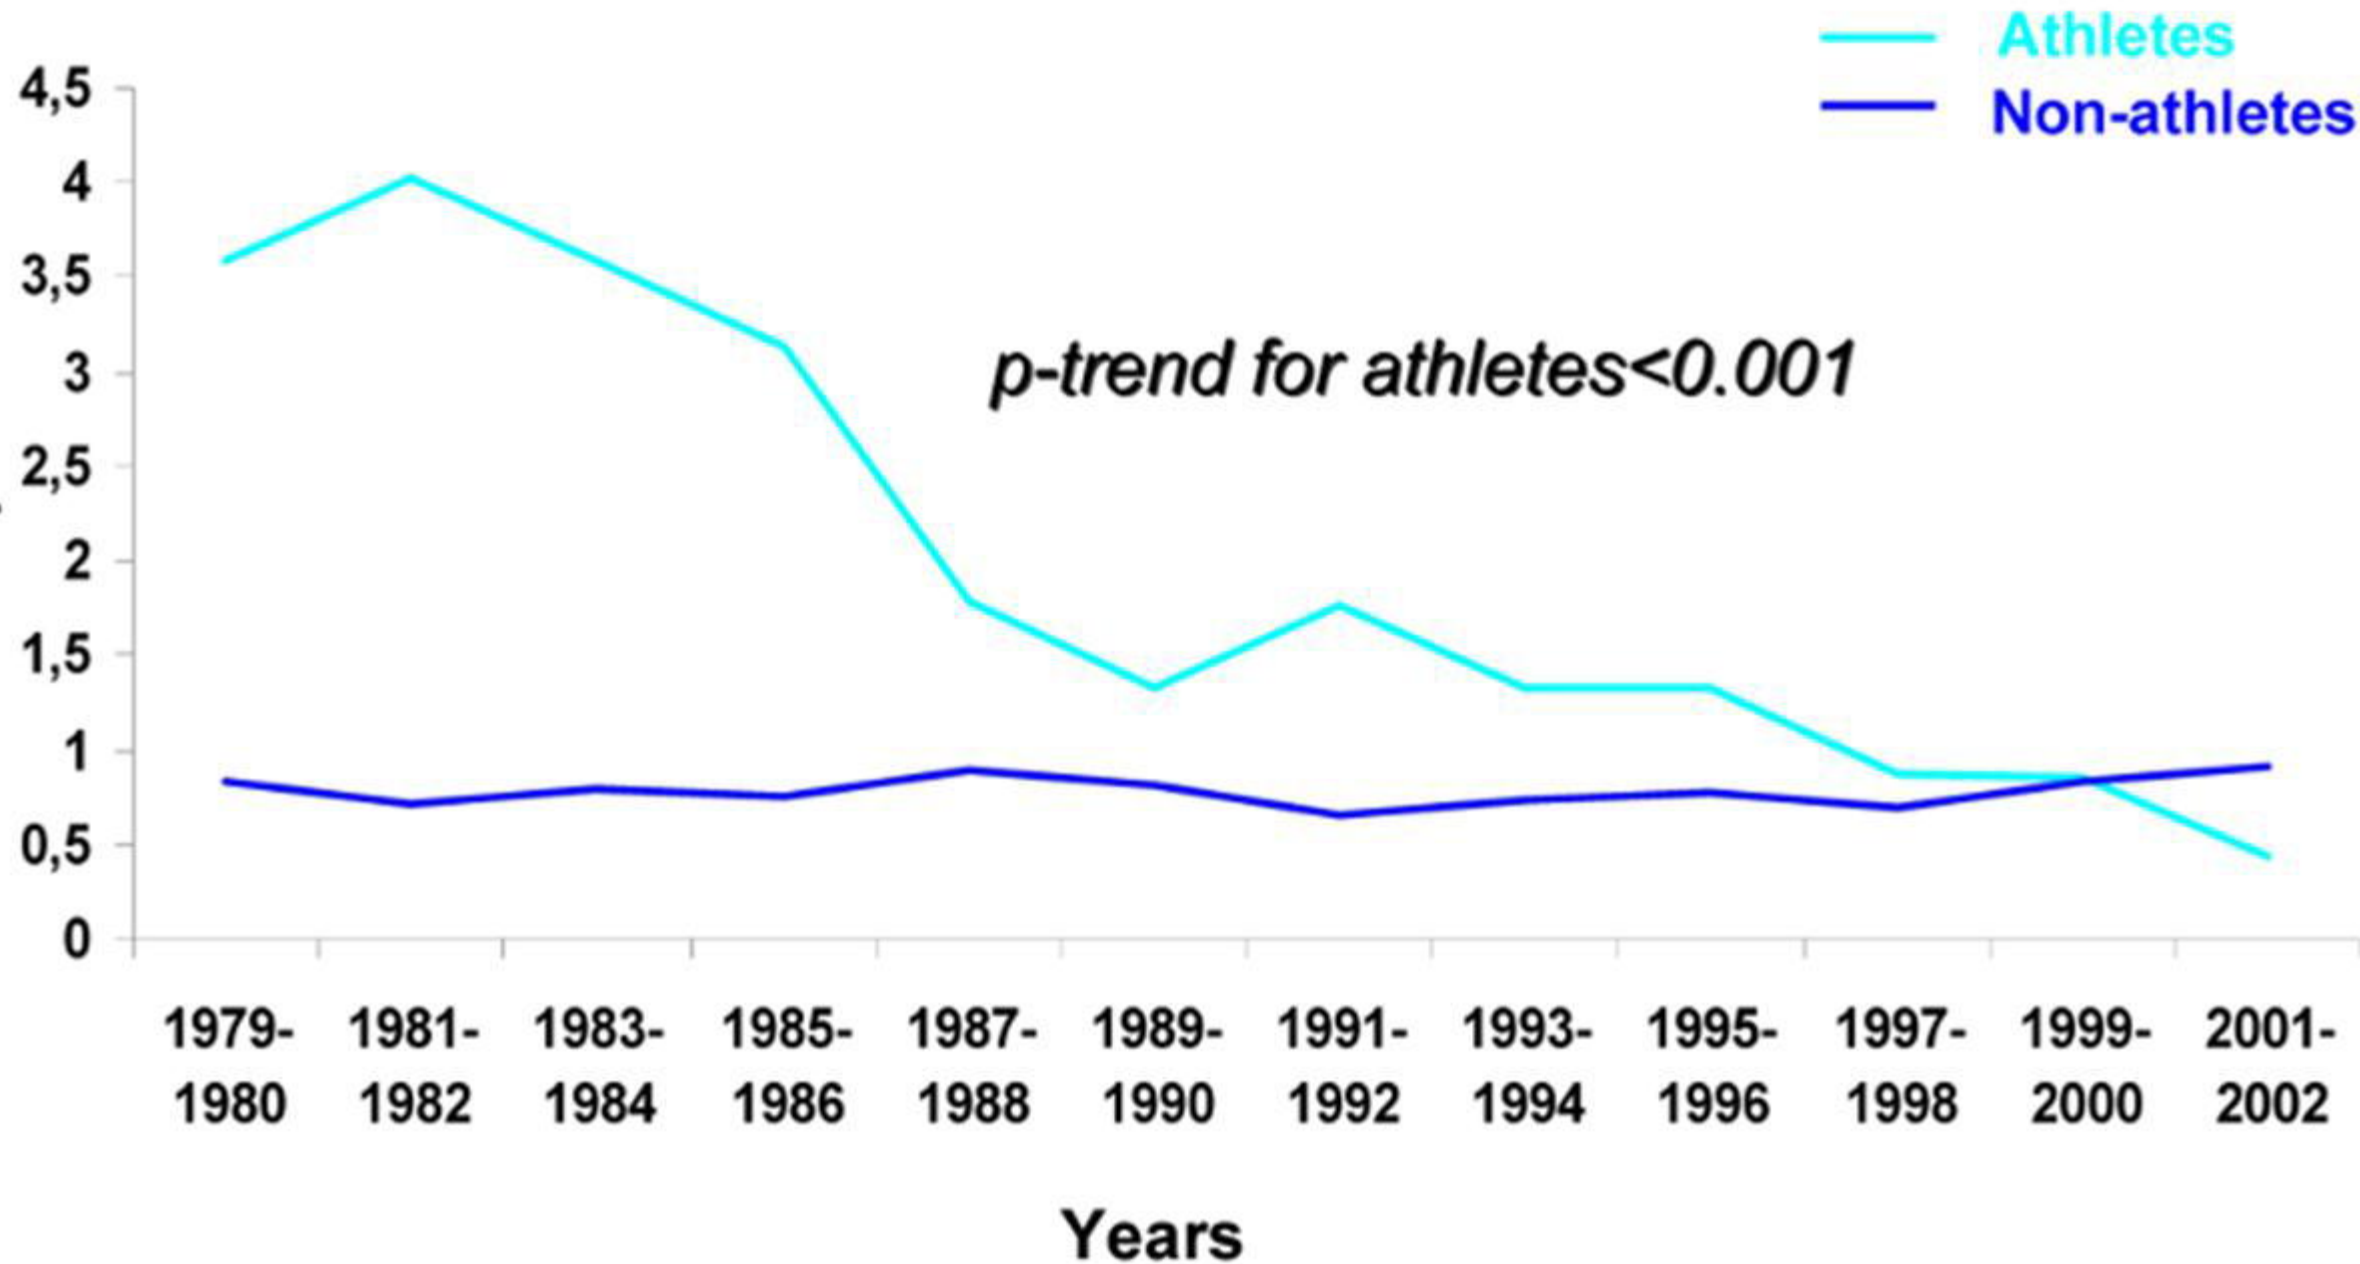 Athletes
Non-athletes
4,5
4
3,5
3
2,5
2
1,5
1
0,5
0
p-trend for athletes<0.001
1979- 1981- 1983- 1985- 1987- 1989- 1991- 1993- 1995- 1997- 1999- 2001-
1980 1982 1984 1986 1988 1990 1992 1994 1996 1998 2000 2002
Years